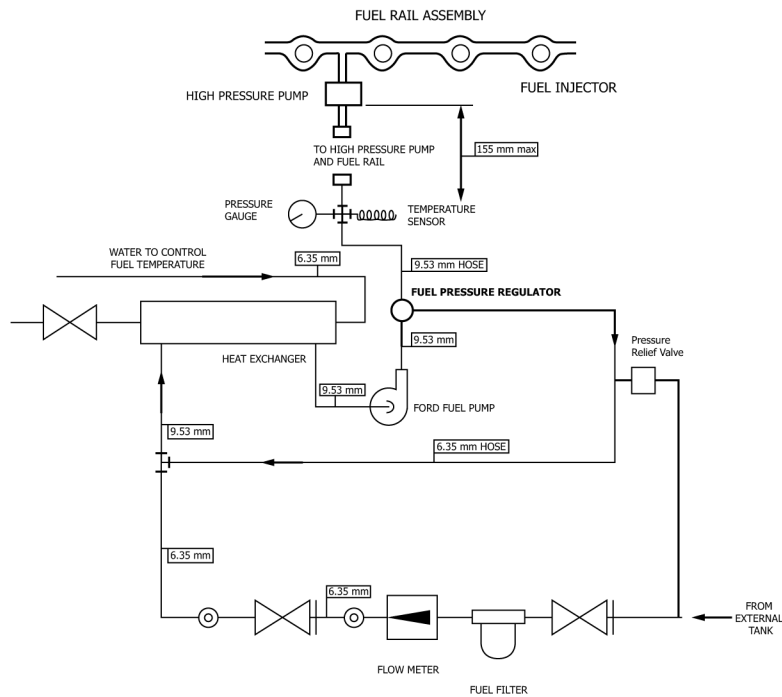 FUEL RAIL ASSEMBLY
FUEL INJECTOR
HIGH PRESSURE PUMP
TO HIGH PRESSURE PUMP
AND FUEL RAIL
155 mm max
PRESSURE
GAUGE
TEMPERATURE
SENSOR
WATER TO CONTROL
FUEL TEMPERATURE
6.35 mm
9.53 mm HOSE
FUEL PRESSURE REGULATOR
9.53 mm
Pressure
Relief Valve
HEAT EXCHANGER
9.53 mm
FORD FUEL PUMP
9.53 mm
6.35 mm HOSE
6.35 mm
6.35 mm
FROM
EXTERNAL
TANK
FLOW METER
FUEL FILTER